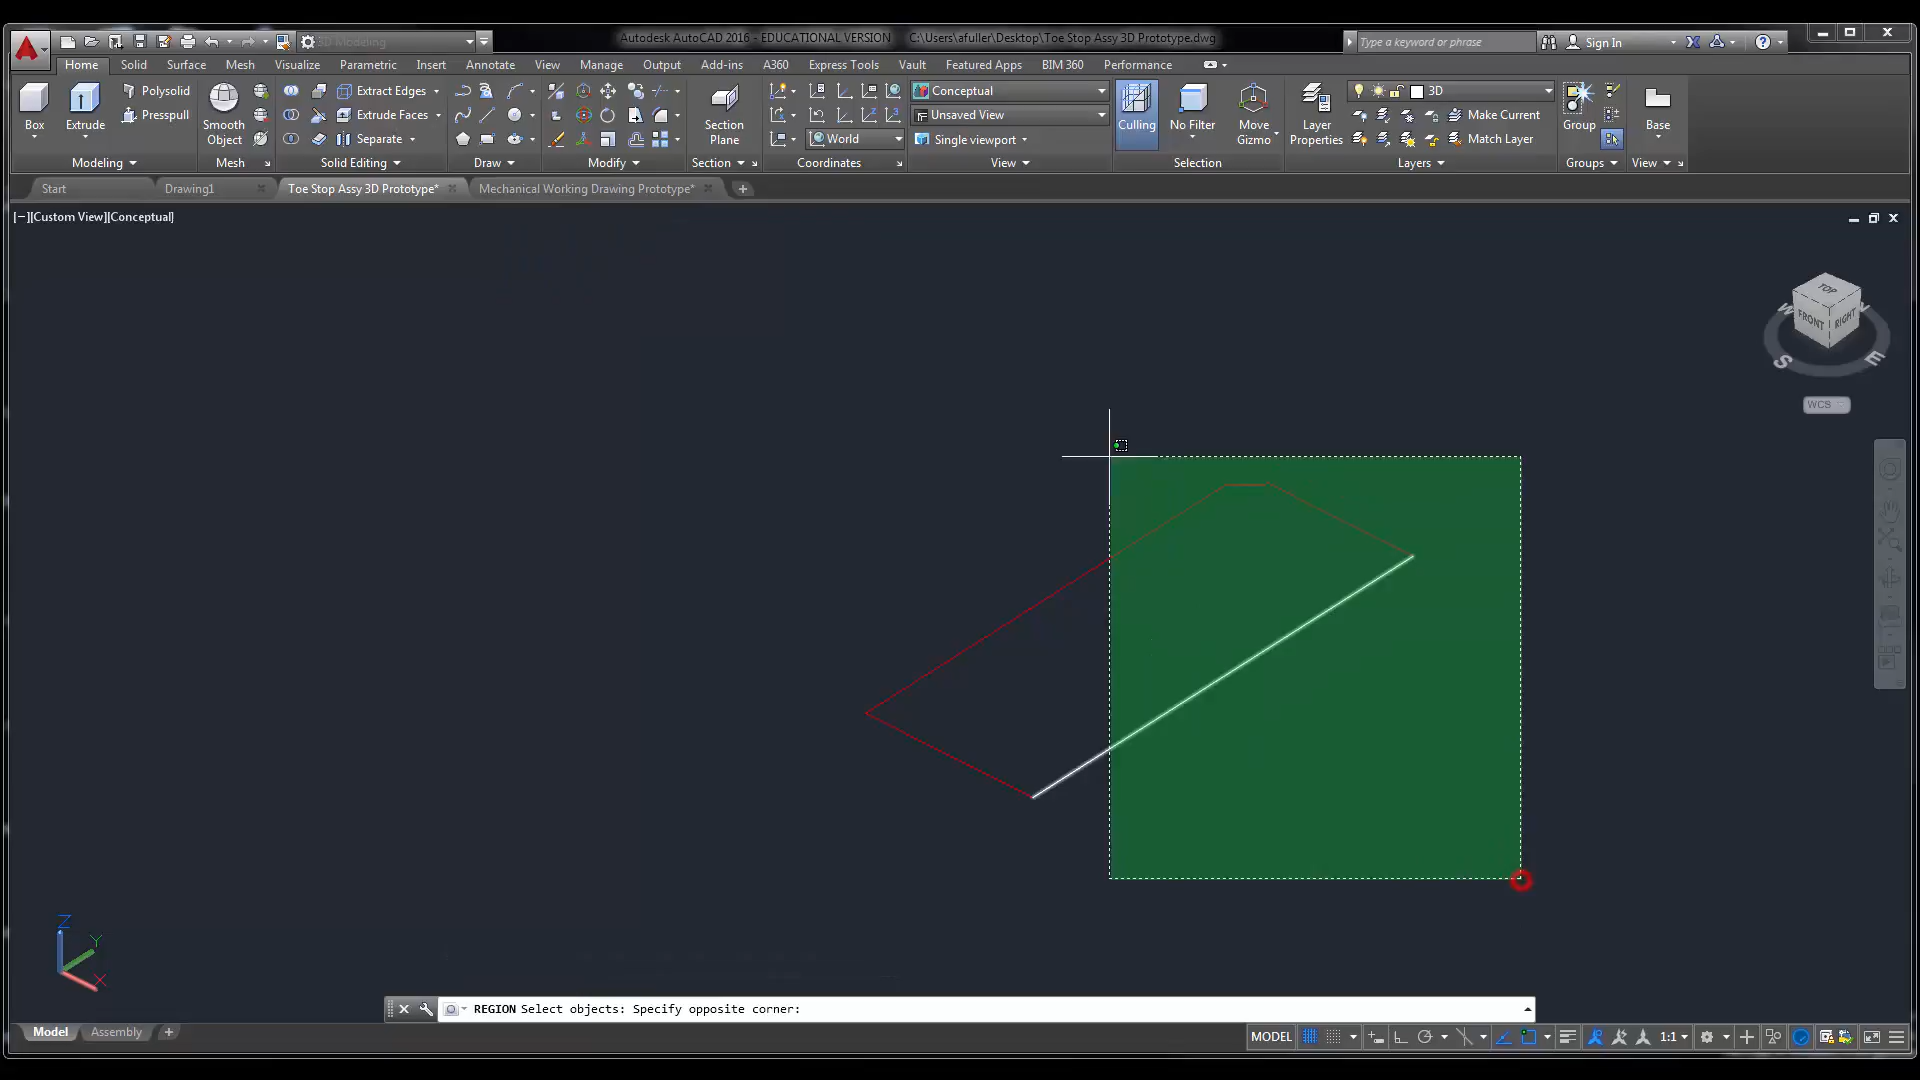 3D Modeling
Autodesk AutoCAD 2016 - EDUCATIONAL VERSION C:\Users\afuller\Desktop\Toe Stop Assy 3D Prototype.dwg
Type a keyword or phrase
Sign In
Home Solid Surface Mesh Visualize Parametric Insert Annotate View Manage Output Add-ins A360 Express Tools Vault Featured Apps BIM 360 Performance
Box
Extrude
Polysolid
Presspull
Modeling
Smooth
Object
Mesh
Extract Edges
Extrude Faces
Separate
Solid Editing
Draw
Modify
Section
Plane
Section
World
Coordinates
Conceptual
Unsaved View
Single viewport
View
Culling
No Filter
Move
Gizmo
Selection
Layer
Properties
3D
Make Current
Match Layer
Layers
Group
Groups
Base
View
Start
Drawing1
Toe Stop Assy 3D Prototype*
Mechanical Working Drawing Prototype*
[−][Custom View][Conceptual]
TOP
FRONT
RIGHT
W
S
E
WCS
Z
Y
X
REGION Select objects: Specify opposite corner:
Model
Assembly
MODEL
1:1